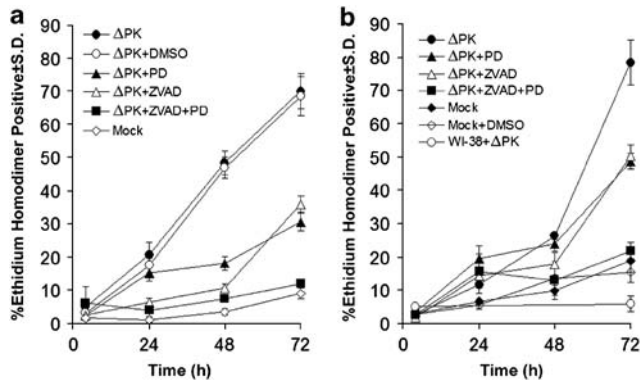 a
%Ethidium Homodimer Positive±S.D.
90
80
70
60
50
40
30
20
10
0
ΔPK
ΔPK+DMSO
ΔPK+PD
ΔPK+ZVAD
ΔPK+ZVAD+PD
Mock
0
24
48
72
Time (h)
b
%Ethidium Homodimer Positive±S.D.
90
80
70
60
50
40
30
20
10
0
ΔPK
ΔPK+PD
ΔPK+ZVAD
ΔPK+ZVAD+PD
Mock
Mock+DMSO
WI-38+ΔPK
0
24
48
72
Time (h)